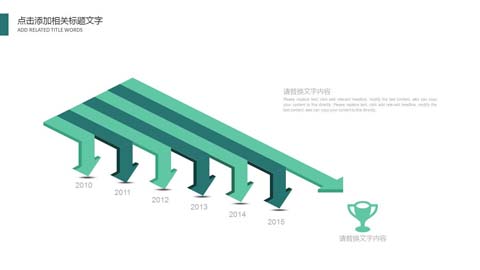 点击添加相关标题文字
ADD RELATED TITLE WORDS
请替换文字内容
Please replace text, click add relevant headline, modify the text content, also can copy
your content to this directly. Please replace text, click add relevant headline, modify the
text content, also can copy your content to this directly.
2010
2011
2012
2013
2014
2015
请替换文字内容